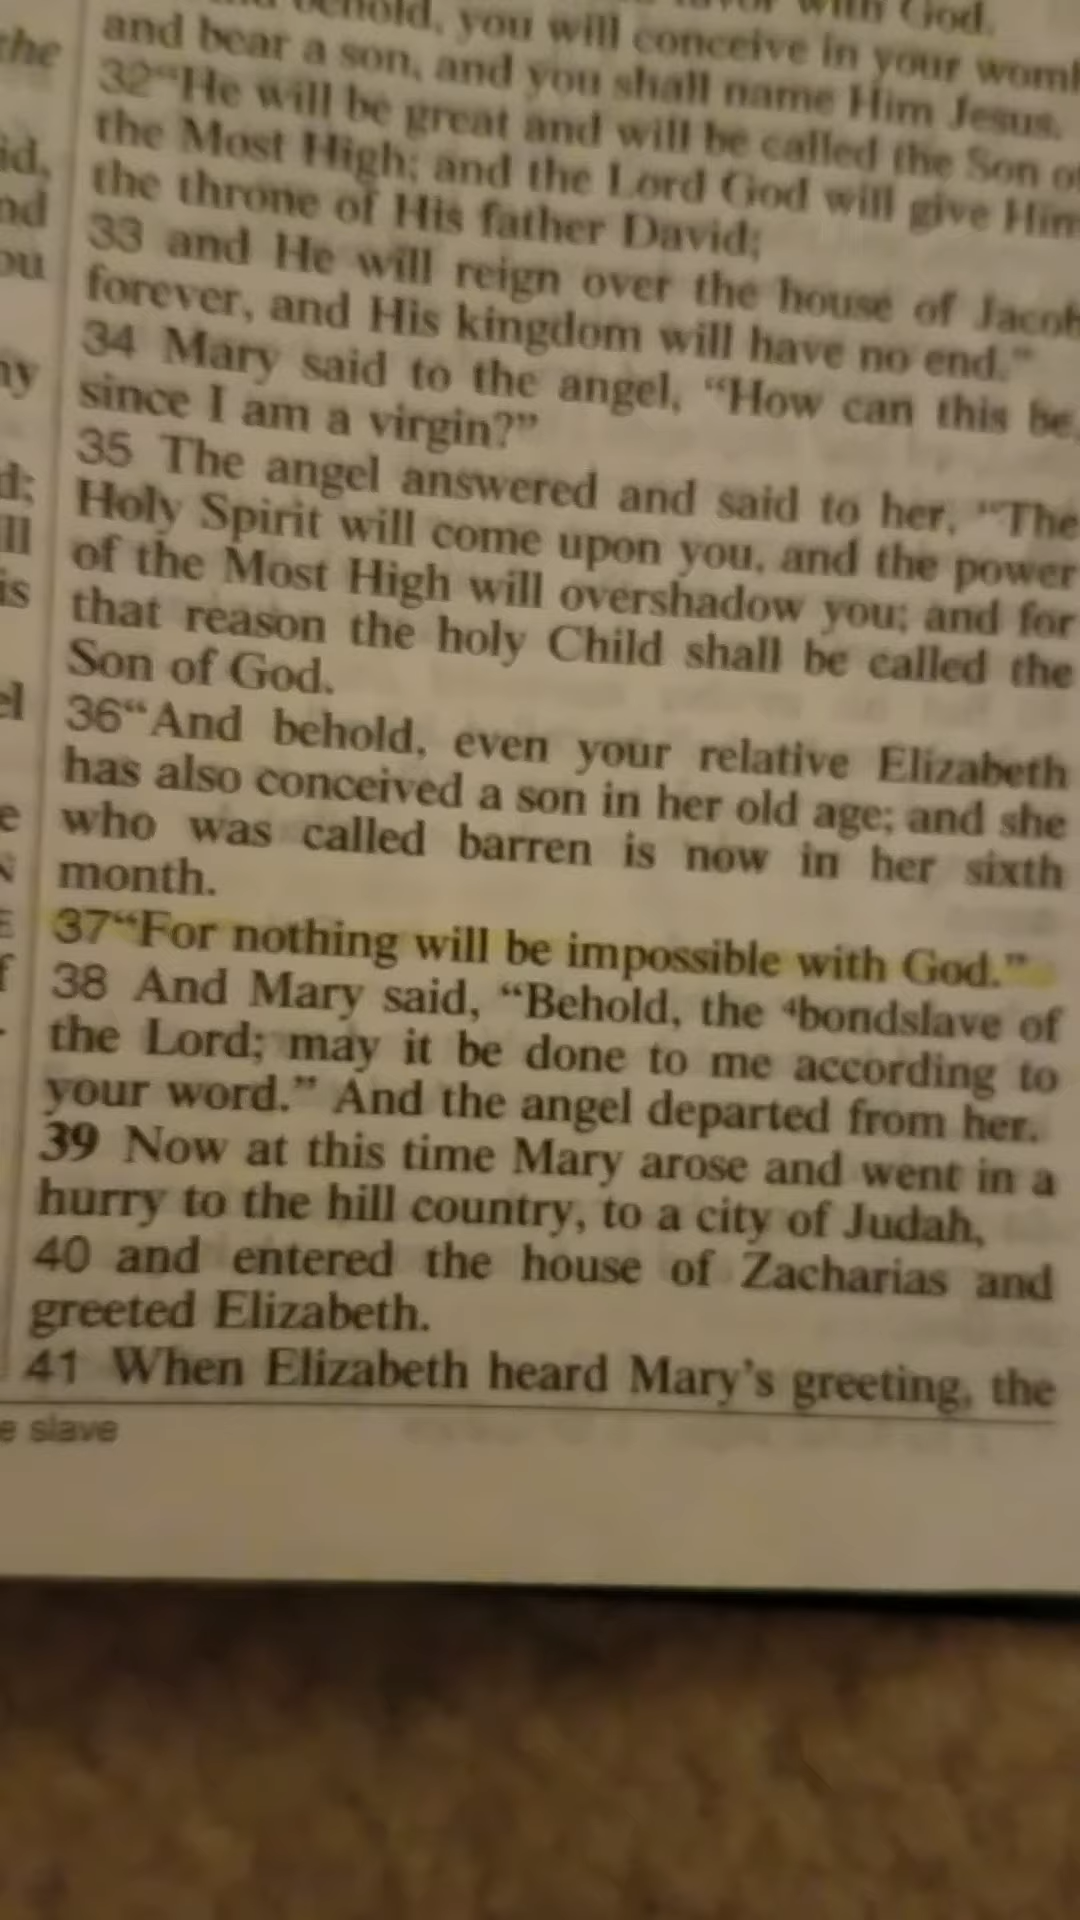 the
id,
nd
ou
ny
d;
ill
is
el
e
N
E
f
behold, you will conceive in your womb
and bear a son, and you shall name Him Jesus.
32 “He will be great and will be called the Son of
the Most High; and the Lord God will give Him
the throne of His father David;
33 and He will reign over the house of Jacob
forever, and His kingdom will have no end.”
34 Mary said to the angel, “How can this be,
since I am a virgin?”
35 The angel answered and said to her, “The
Holy Spirit will come upon you, and the power
of the Most High will overshadow you; and for
that reason the holy Child shall be called the
Son of God.
36 “And behold, even your relative Elizabeth
has also conceived a son in her old age; and she
who was called barren is now in her sixth
month.
37 “For nothing will be impossible with God.”
38 And Mary said, “Behold, the ⁴bondslave of
the Lord; may it be done to me according to
your word.” And the angel departed from her.
39 Now at this time Mary arose and went in a
hurry to the hill country, to a city of Judah,
40 and entered the house of Zacharias and
greeted Elizabeth.
41 When Elizabeth heard Mary’s greeting, the
e slave